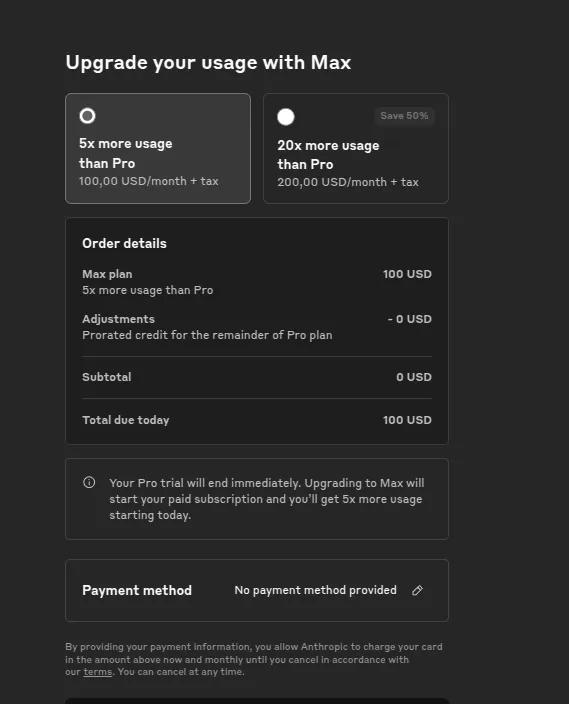 Upgrade your usage with Max
5x more usage
than Pro
100,00 USD/month + tax
Save 50%
20x more usage
than Pro
200,00 USD/month + tax
Order details
Max plan 100 USD
5x more usage than Pro
Adjustments - 0 USD
Prorated credit for the remainder of Pro plan
Subtotal 0 USD
Total due today 100 USD
Your Pro trial will end immediately. Upgrading to Max will
start your paid subscription and you'll get 5x more usage
starting today.
Payment method No payment method provided
By providing your payment information, you allow Anthropic to charge your card
in the amount above now and monthly until you cancel in accordance with
our terms. You can cancel at any time.